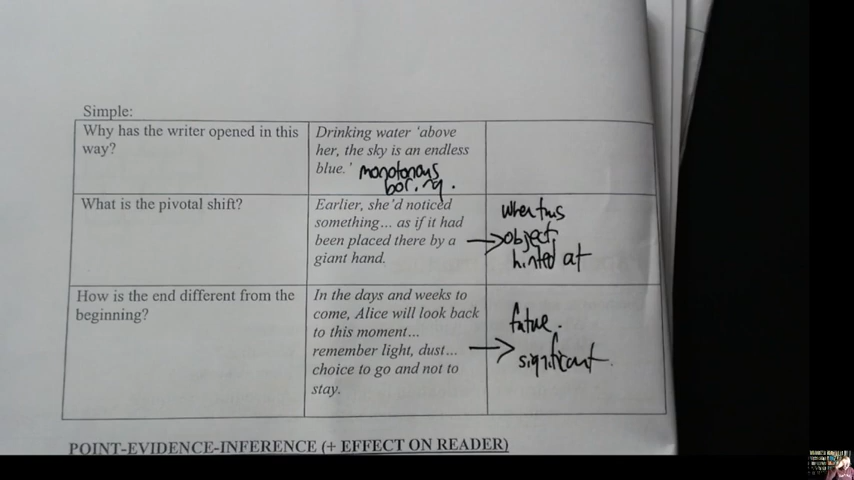 Simple:
Why has the writer opened in this
way?
Drinking water ‘above
her, the sky is an endless
blue.’ monotonous
boring.
What is the pivotal shift?
Earlier, she’d noticed
something… as if it had
been placed there by a
giant hand.
when this
object
hinted at
How is the end different from the
beginning?
In the days and weeks to
come, Alice will look back
to this moment…
remember light, dust…
choice to go and not to
stay.
future.
significant.
POINT-EVIDENCE-INFERENCE (+ EFFECT ON READER)